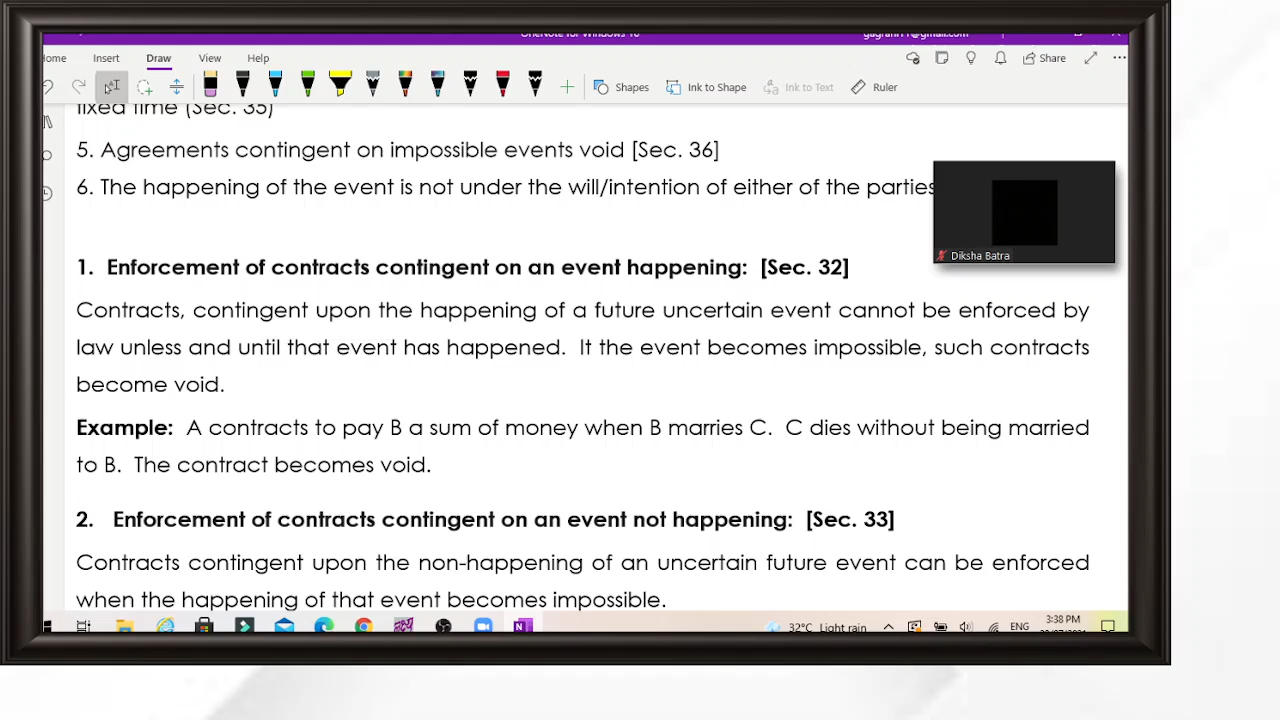 OneNote for Windows 10
Home Insert Draw View Help Share
Shapes Ink to Shape Ink to Text Ruler
fixed time (Sec. 35)
5. Agreements contingent on impossible events void [Sec. 36]
6. The happening of the event is not under the will/intention of either of the parties
Diksha Batra
1. Enforcement of contracts contingent on an event happening: [Sec. 32]
Contracts, contingent upon the happening of a future uncertain event cannot be enforced by
law unless and until that event has happened. It the event becomes impossible, such contracts
become void.
Example: A contracts to pay B a sum of money when B marries C. C dies without being married
to B. The contract becomes void.
2. Enforcement of contracts contingent on an event not happening: [Sec. 33]
Contracts contingent upon the non-happening of an uncertain future event can be enforced
when the happening of that event becomes impossible.
32°C Light rain ENG 3:38 PM